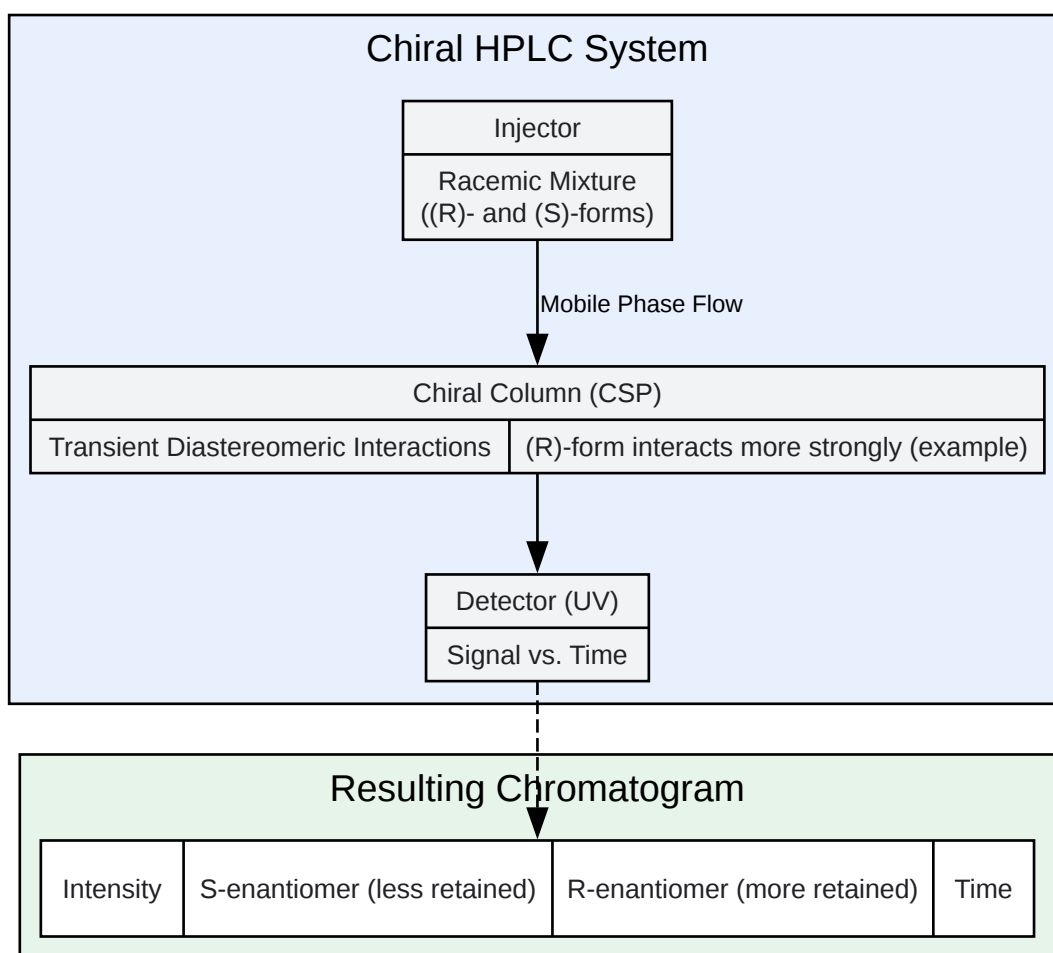 Chiral HPLC System
Injector
Racemic Mixture
((R)- and (S)-forms)
Mobile Phase Flow
Chiral Column (CSP)
Transient Diastereomeric Interactions
(R)-form interacts more strongly (example)
Detector (UV)
Signal vs. Time
Resulting Chromatogram
Intensity
S-enantiomer (less retained)
R-enantiomer (more retained)
Time